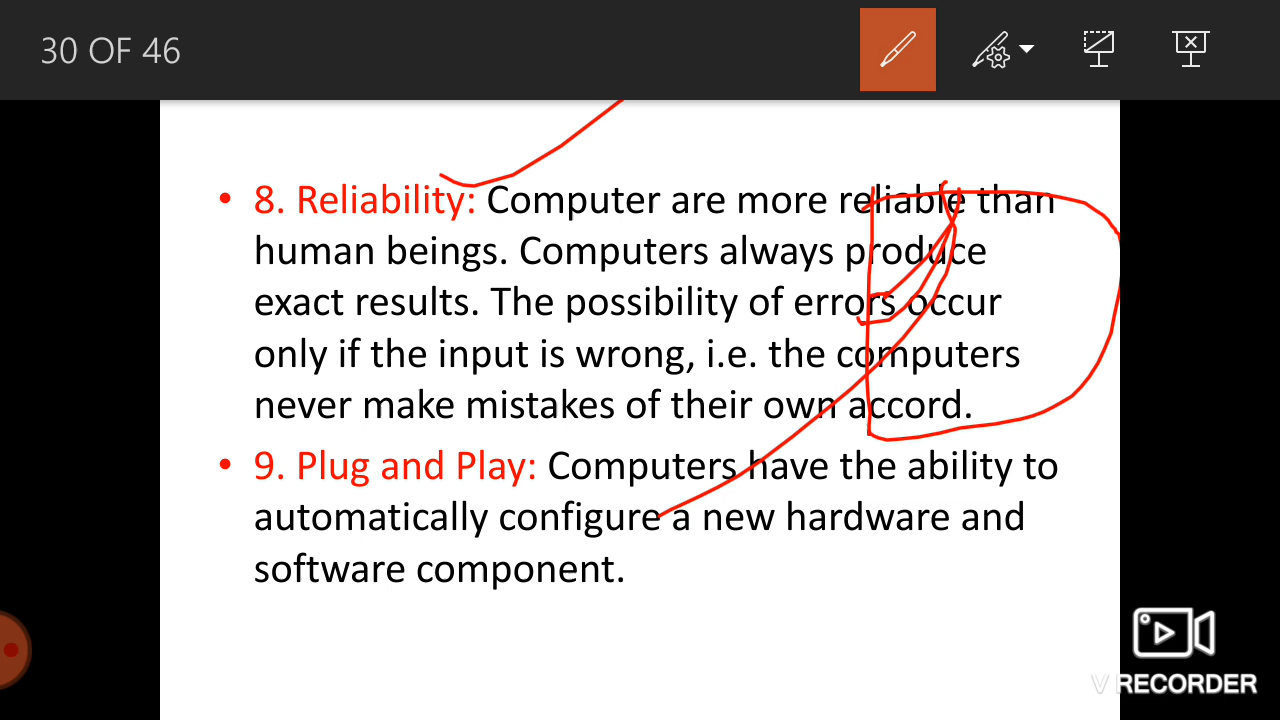 30 OF 46
• 8. Reliability: Computer are more reliable than
human beings. Computers always produce
exact results. The possibility of errors occur
only if the input is wrong, i.e. the computers
never make mistakes of their own accord.
• 9. Plug and Play: Computers have the ability to
automatically configure a new hardware and
software component.
V RECORDER